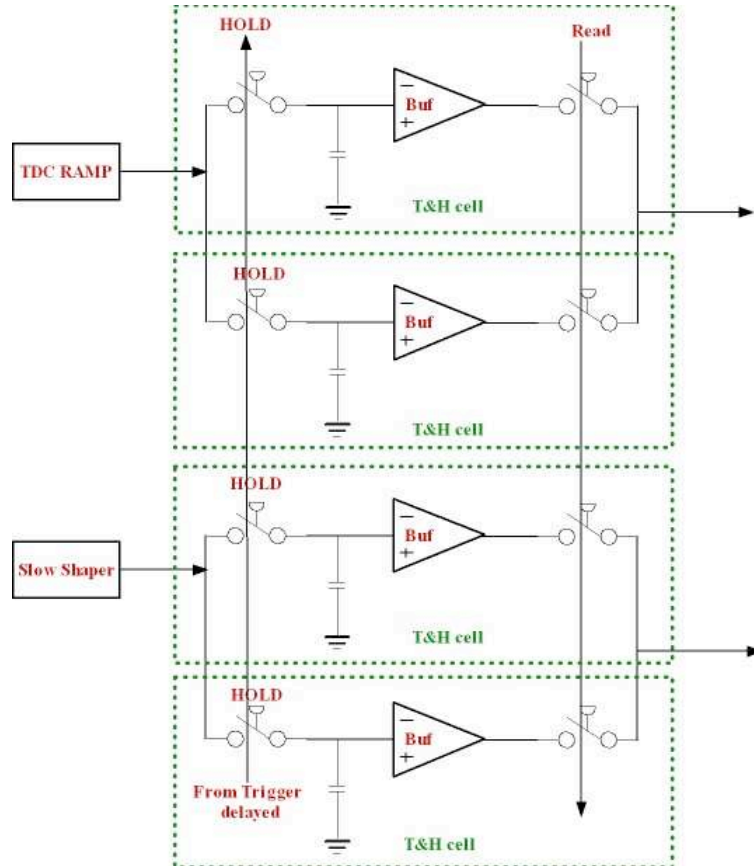 HOLD
Read
− Buf
+
TDC RAMP
T&H cell
HOLD
− Buf
+
T&H cell
HOLD
− Buf
+
Slow Shaper
T&H cell
HOLD
− Buf
+
From Trigger
delayed
T&H cell